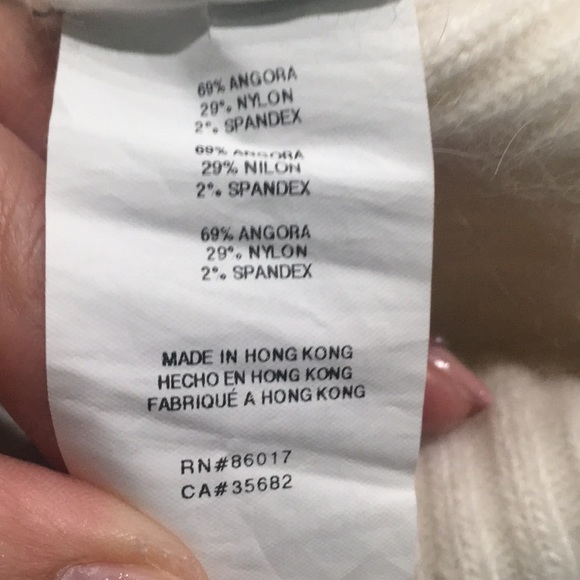 69% ANGORA
29% NYLON
2% SPANDEX
69% ANGORA
29% NILON
2% SPANDEX
69% ANGORA
29% NYLON
2% SPANDEX
MADE IN HONG KONG
HECHO EN HONG KONG
FABRIQUÉ A HONG KONG
RN#86017
CA#35682